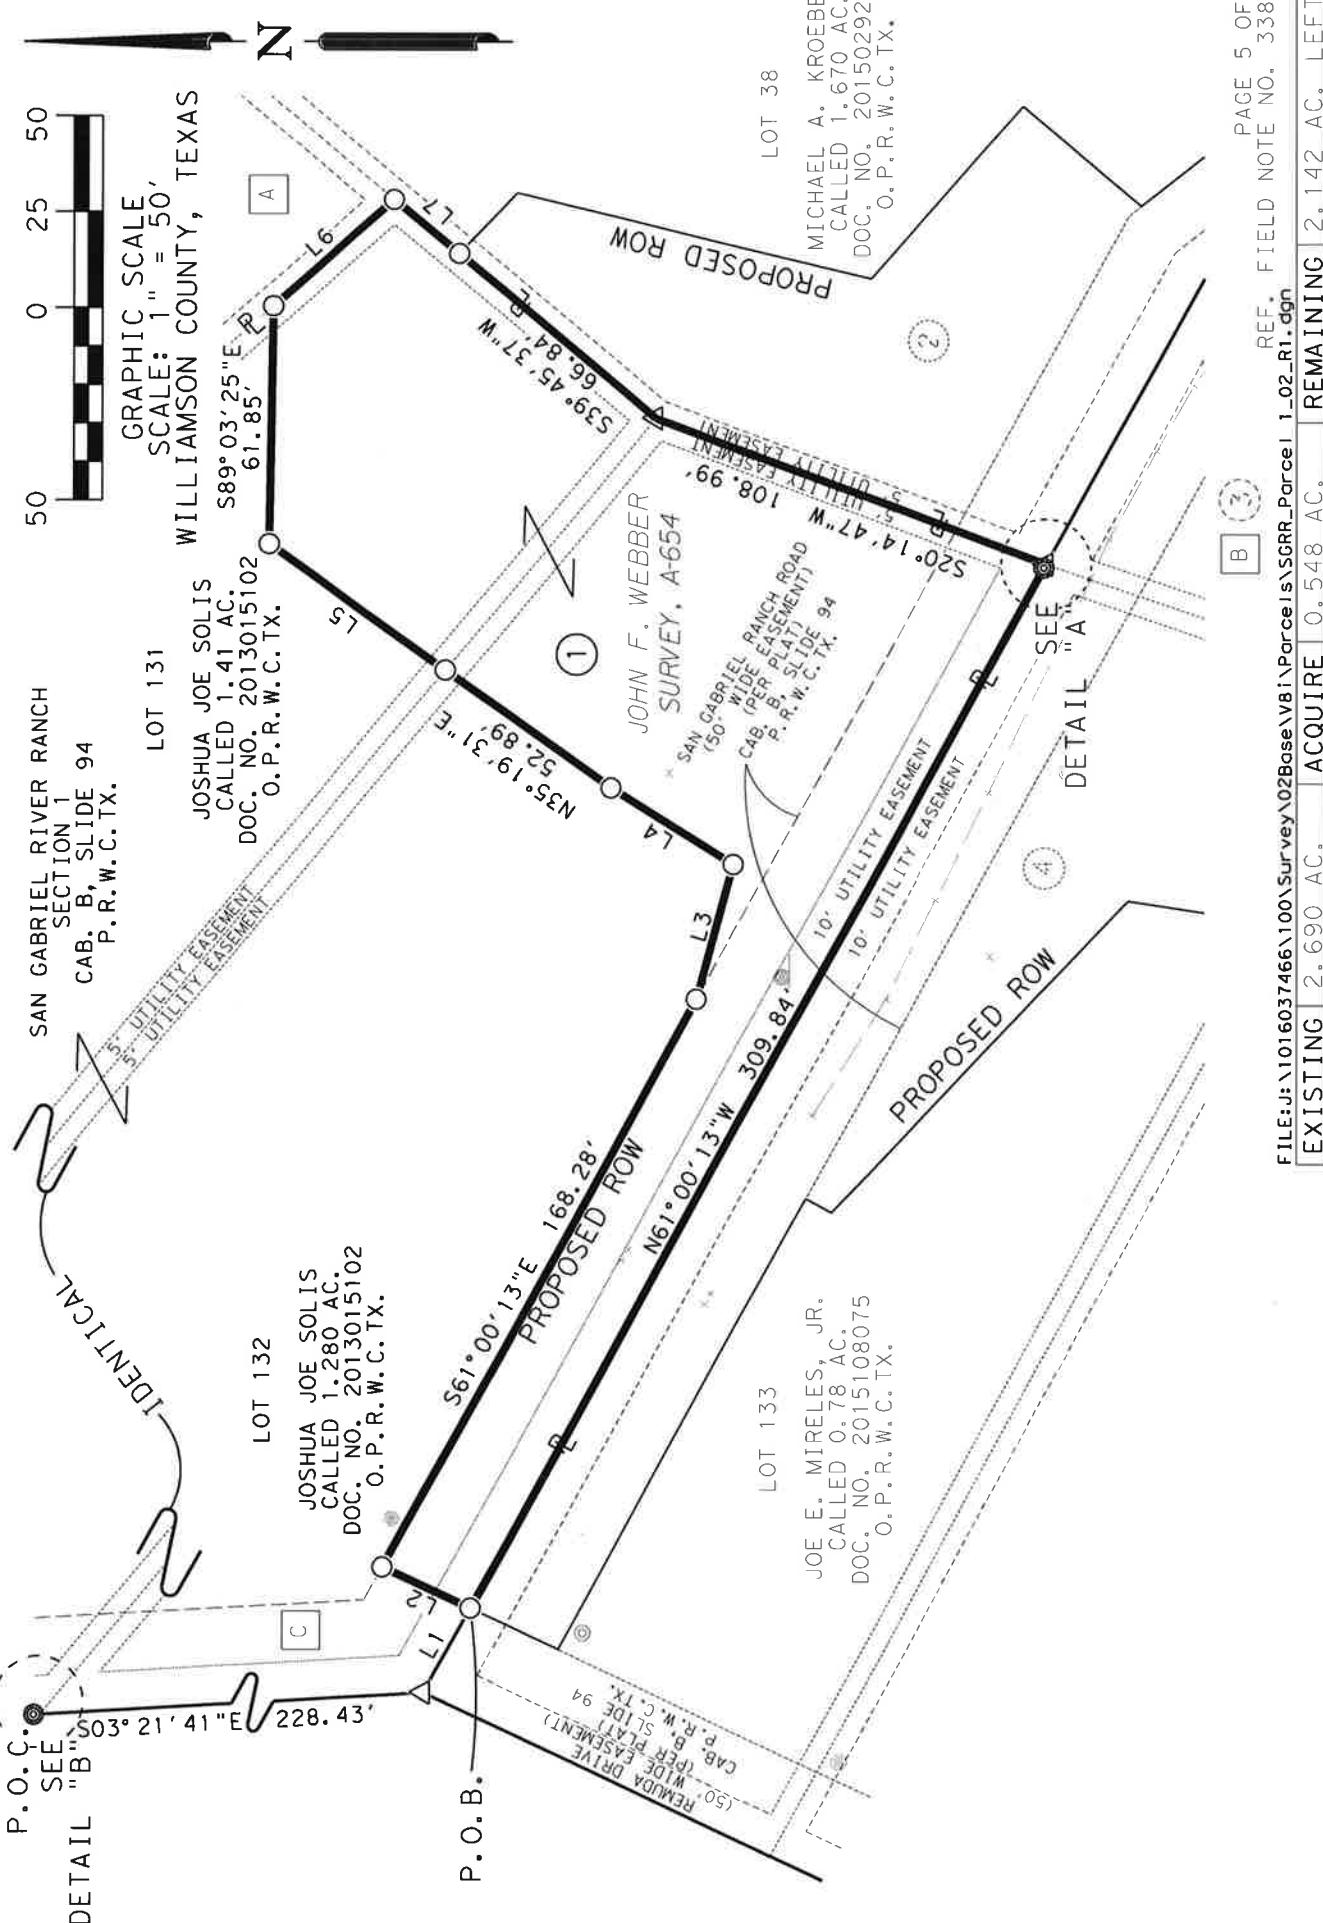 P.O.C.
SEE
DETAIL "B"
S03°21'41"E 228.43'
IDENTICAL
SAN GABRIEL RIVER RANCH
SECTION 1
CAB. B, SLIDE 94
P.R.W.C.TX.
5' UTILITY EASEMENT
5' UTILITY EASEMENT
50 25 0 50
GRAPHIC SCALE
SCALE: 1" = 50'
WILLIAMSON COUNTY, TEXAS
N
LOT 131
JOSHUA JOE SOLIS
CALLED 1.41 AC.
DOC. NO. 2013015102
O.P.R.W.C.TX.
LOT 132
JOSHUA JOE SOLIS
CALLED 1.280 AC.
DOC. NO. 2013015102
O.P.R.W.C.TX.
C
A
S89°03'25"E
61.85'
PL
L6
L7
L5
N35°19'31"E
52.89'
L4
L3
L2
L1
P.O.B.
S61°00'13"E 168.28'
PROPOSED ROW
N61°00'13"W 309.84'
PL
PL
S39°45'37"W
66.84'
PL
S20°14'47"W 108.99'
PL
5' UTILITY EASEMENT
5' UTILITY EASEMENT
1
JOHN F. WEBBER
SURVEY, A-654
SAN GABRIEL RANCH ROAD
(50' WIDE EASEMENT)
(PER PLAT)
CAB. B, SLIDE 94
P.R.W.C.TX.
10' UTILITY EASEMENT
10' UTILITY EASEMENT
SEE
DETAIL "A"
PROPOSED ROW
LOT 38
MICHAEL A. KROEBE
CALLED 1.670 AC.
DOC. NO. 20150292
O.P.R.W.C.TX.
2
3
B
4
PROPOSED ROW
LOT 133
JOE E. MIRELES, JR.
CALLED 0.78 AC.
DOC. NO. 2015108075
O.P.R.W.C.TX.
REMUDA DRIVE
(50' WIDE EASEMENT)
(PER PLAT)
CAB. B, SLIDE 94
P.R.W.C.TX.
PAGE 5 OF
REF. FIELD NOTE NO. 338
FILE:J:\1016037466\100\Survey\02Base\V8i\Parcels\SGRR_Parcel 1_02_R1.dgn
EXISTING 2.690 AC. ACQUIRE 0.548 AC. REMAINING 2.142 AC. LEFT